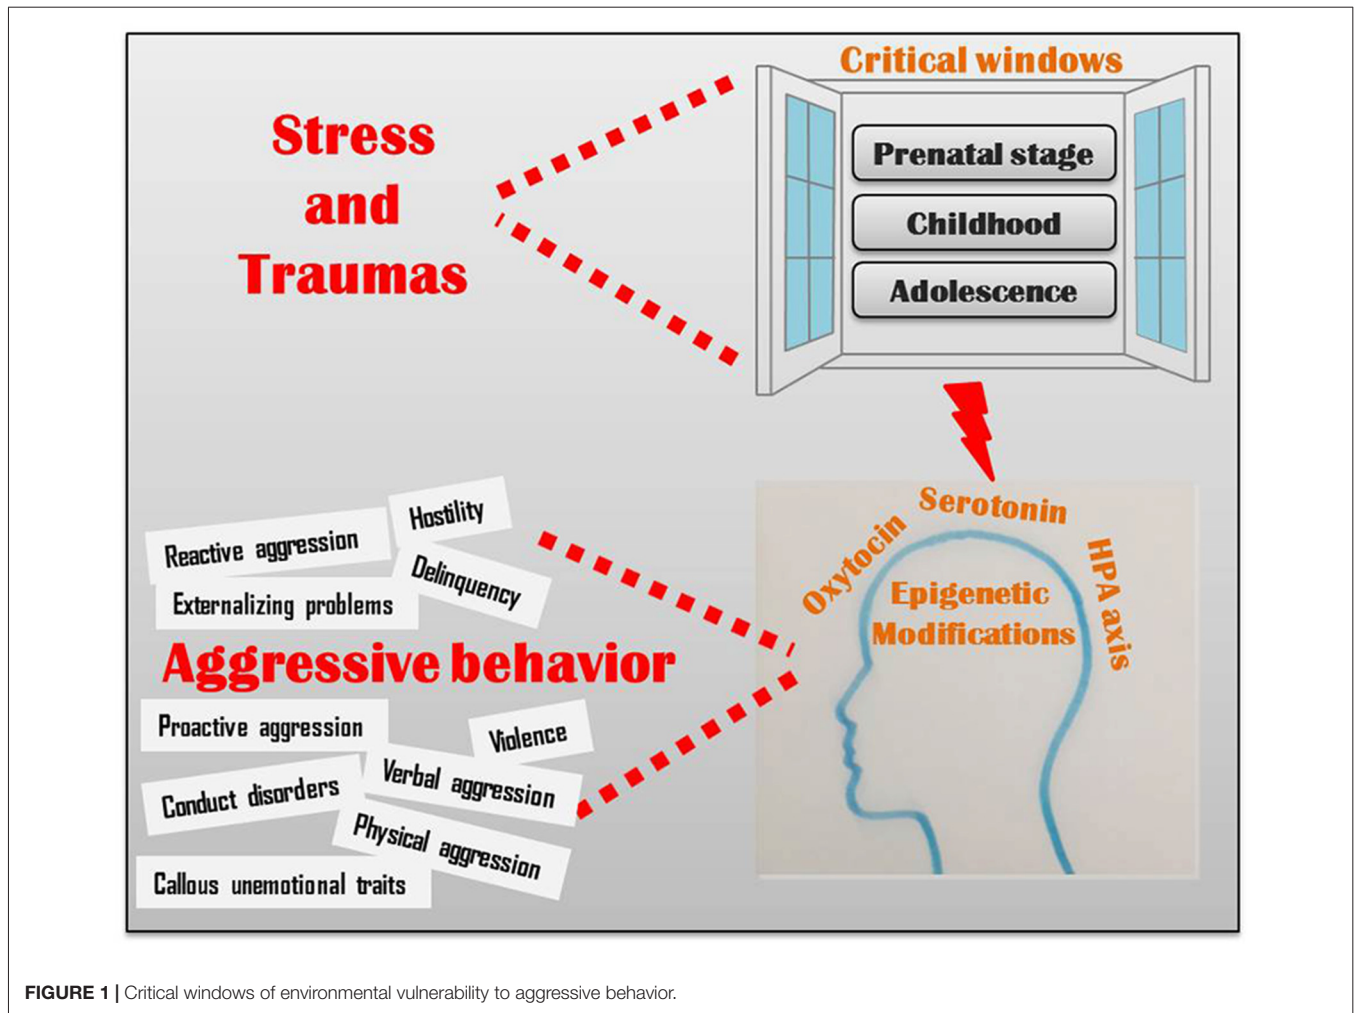 Critical windows
Stress
and
Traumas
Prenatal stage
Childhood
Adolescence
Hostility
Reactive aggression
Delinquency
Externalizing problems
Aggressive behavior
Proactive aggression
Violence
Verbal aggression
Conduct disorders
Physical aggression
Callous unemotional traits
Serotonin
Oxytocin
HPA axis
Epigenetic
Modifications
FIGURE 1 | Critical windows of environmental vulnerability to aggressive behavior.